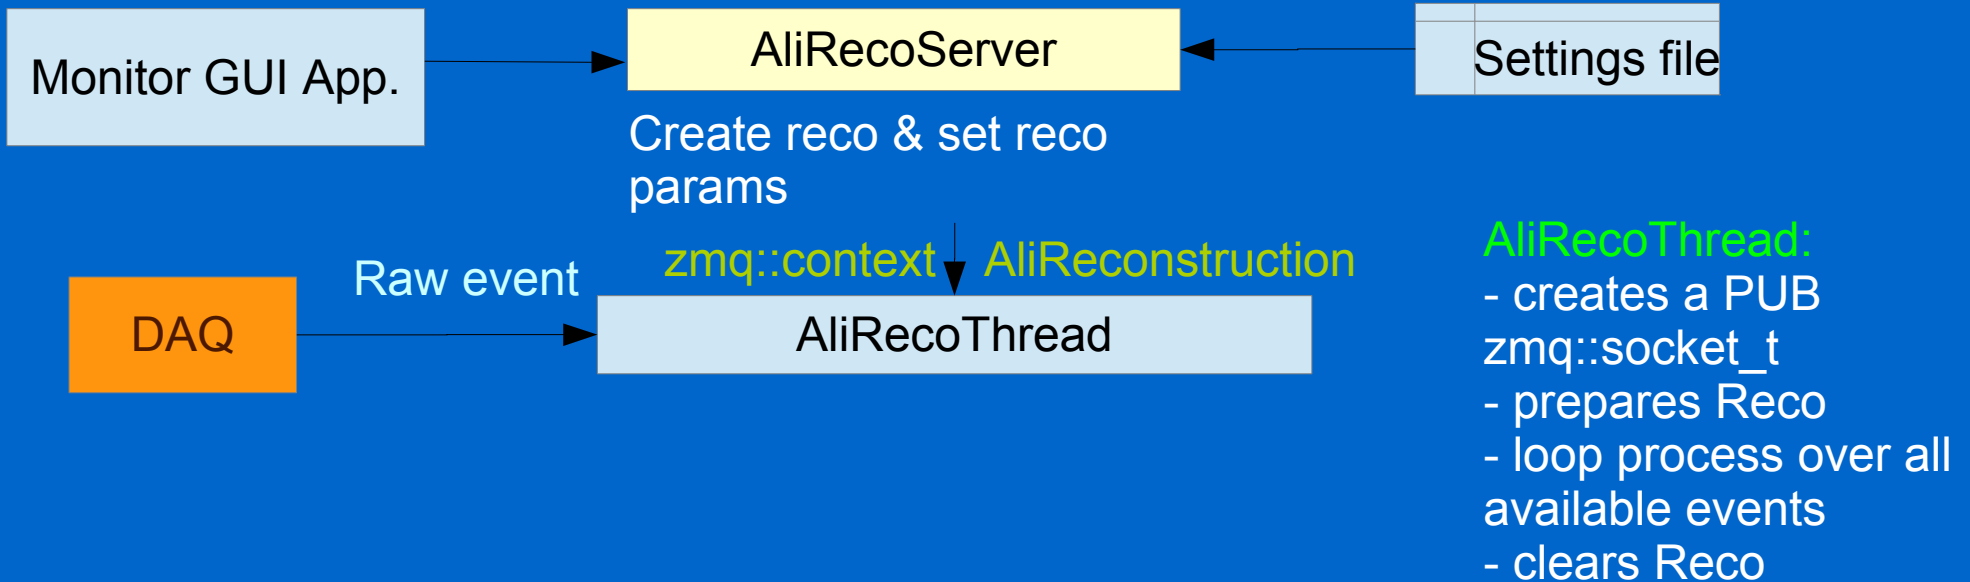 Monitor GUI App.
AliRecoServer
Settings file
Create reco & set reco
params
zmq::context
AliReconstruction
Raw event
DAQ
AliRecoThread
AliRecoThread:
- creates a PUB
zmq::socket_t
- prepares Reco
- loop process over all
available events
- clears Reco